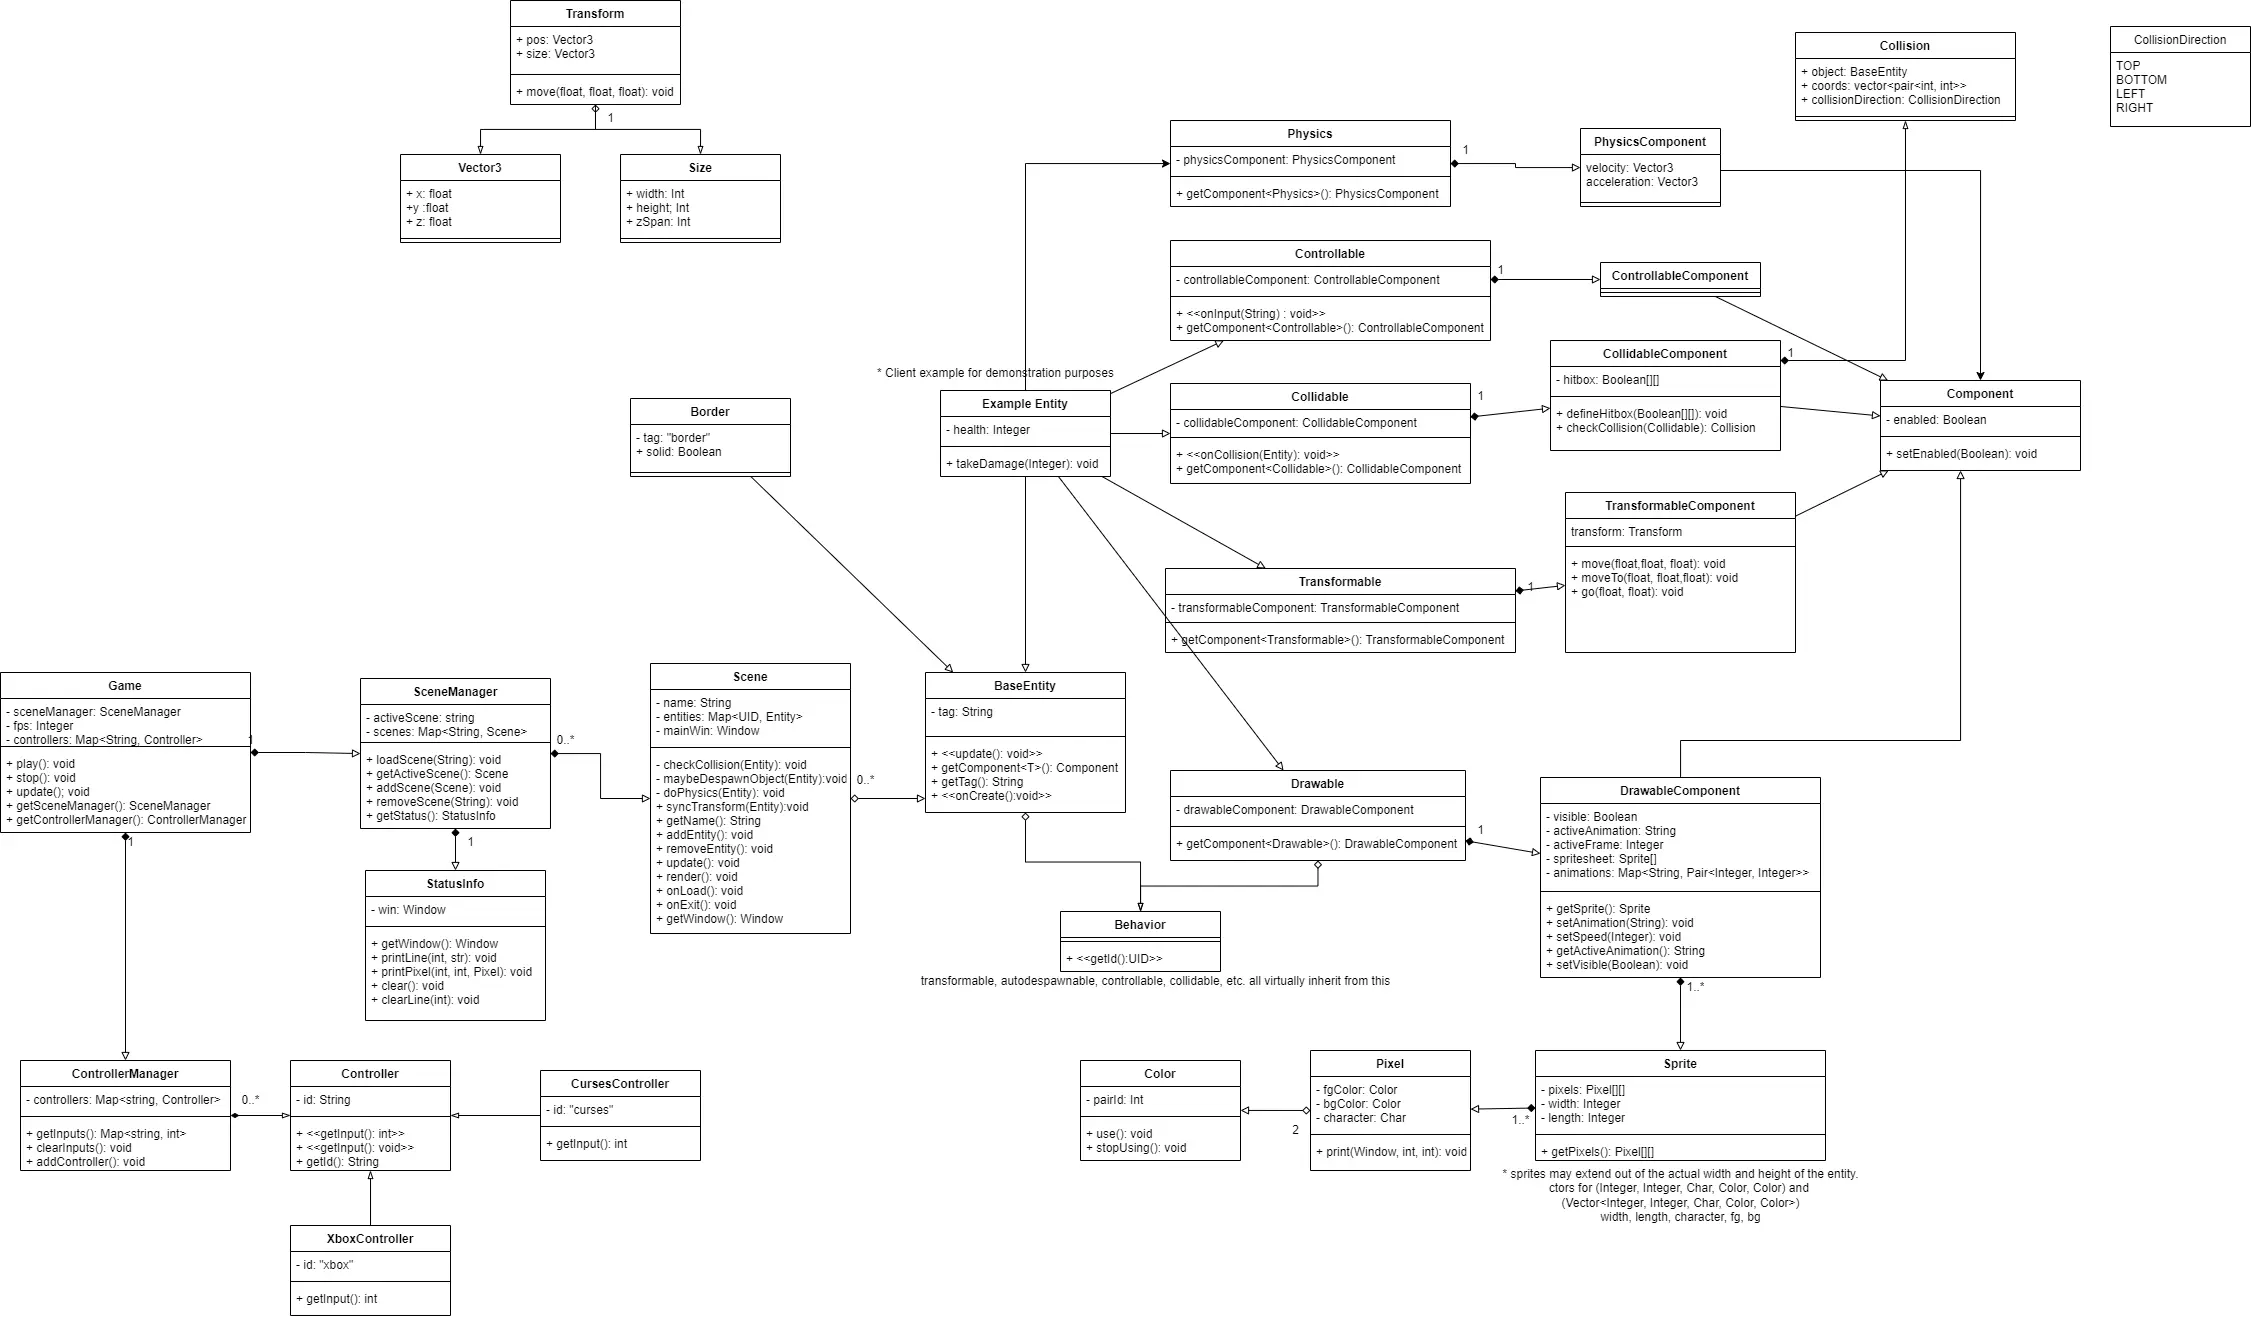 Transform
+ pos: Vector3
+ size: Vector3
+ move(float, float, float): void
1
Vector3
+ x: float
+y :float
+ z: float
Size
+ width: Int
+ height; Int
+ zSpan: Int
Collision
+ object: BaseEntity
+ coords: vector<pair<int, int>>
+ collisionDirection: CollisionDirection
CollisionDirection
TOP
BOTTOM
LEFT
RIGHT
Physics
- physicsComponent: PhysicsComponent
+ getComponent<Physics>(): PhysicsComponent
1
PhysicsComponent
velocity: Vector3
acceleration: Vector3
Controllable
- controllableComponent: ControllableComponent
+ <<onInput(String) : void>>
+ getComponent<Controllable>(): ControllableComponent
1
ControllableComponent
CollidableComponent
- hitbox: Boolean[][]
+ defineHitbox(Boolean[][]): void
+ checkCollision(Collidable): Collision
1
Component
- enabled: Boolean
+ setEnabled(Boolean): void
* Client example for demonstration purposes
Example Entity
- health: Integer
+ takeDamage(Integer): void
Collidable
- collidableComponent: CollidableComponent
+ <<onCollision(Entity): void>>
+ getComponent<Collidable>(): CollidableComponent
1
Border
- tag: "border"
+ solid: Boolean
TransformableComponent
transform: Transform
+ move(float,float, float): void
+ moveTo(float, float,float): void
+ go(float, float): void
Transformable
- transformableComponent: TransformableComponent
+ getComponent<Transformable>(): TransformableComponent
1
Game
- sceneManager: SceneManager
- fps: Integer
- controllers: Map<String, Controller>
+ play(): void
+ stop(): void
+ update(); void
+ getSceneManager(): SceneManager
+ getControllerManager(): ControllerManager
1
1
SceneManager
- activeScene: string
- scenes: Map<String, Scene>
+ loadScene(String): void
+ getActiveScene(): Scene
+ addScene(Scene): void
+ removeScene(String): void
+ getStatus(): StatusInfo
0..*
1
Scene
- name: String
- entities: Map<UID, Entity>
- mainWin: Window
- checkCollision(Entity): void
- maybeDespawnObject(Entity):void
- doPhysics(Entity): void
+ syncTransform(Entity):void
+ getName(): String
+ addEntity(): void
+ removeEntity(): void
+ update(): void
+ render(): void
+ onLoad(): void
+ onExit(): void
+ getWindow(): Window
0..*
BaseEntity
- tag: String
+ <<update(): void>>
+ getComponent<T>(): Component
+ getTag(): String
+ <<onCreate():void>>
Drawable
- drawableComponent: DrawableComponent
+ getComponent<Drawable>(): DrawableComponent
1
DrawableComponent
- visible: Boolean
- activeAnimation: String
- activeFrame: Integer
- spritesheet: Sprite[]
- animations: Map<String, Pair<Integer, Integer>>
+ getSprite(): Sprite
+ setAnimation(String): void
+ setSpeed(Integer): void
+ getActiveAnimation(): String
+ setVisible(Boolean): void
1..*
StatusInfo
- win: Window
+ getWindow(): Window
+ printLine(int, str): void
+ printPixel(int, int, Pixel): void
+ clear(): void
+ clearLine(int): void
Behavior
+ <<getId():UID>>
transformable, autodespawnable, controllable, collidable, etc. all virtually inherit from this
ControllerManager
- controllers: Map<string, Controller>
+ getInputs(): Map<string, int>
+ clearInputs(): void
+ addController(): void
0..*
Controller
- id: String
+ <<getInput(): int>>
+ <<getInput(): void>>
+ getId(): String
CursesController
- id: "curses"
+ getInput(): int
Color
- pairId: Int
+ use(): void
+ stopUsing(): void
2
Pixel
- fgColor: Color
- bgColor: Color
- character: Char
+ print(Window, int, int): void
1..*
Sprite
- pixels: Pixel[][]
- width: Integer
- length: Integer
+ getPixels(): Pixel[][]
* sprites may extend out of the actual width and height of the entity.
ctors for (Integer, Integer, Char, Color, Color) and
(Vector<Integer, Integer, Char, Color, Color>)
width, length, character, fg, bg
XboxController
- id: "xbox"
+ getInput(): int